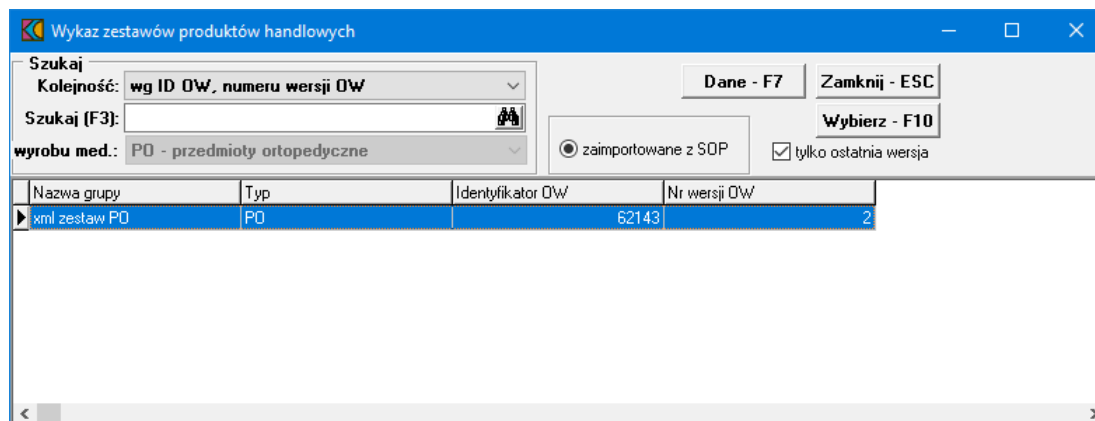 Wykaz zestawów produktów handlowych
Szukaj
Kolejność: wg ID OW, numeru wersji OW
Dane - F7
Zamknij - ESC
Szukaj (F3):
Wybierz - F10
wyrobu med.: PO - przedmioty ortopedyczne
zaimportowane z SOP
tylko ostatnia wersja
Nazwa grupy Typ Identyfikator OW Nr wersji OW
xml zestaw PO PO 62143 2